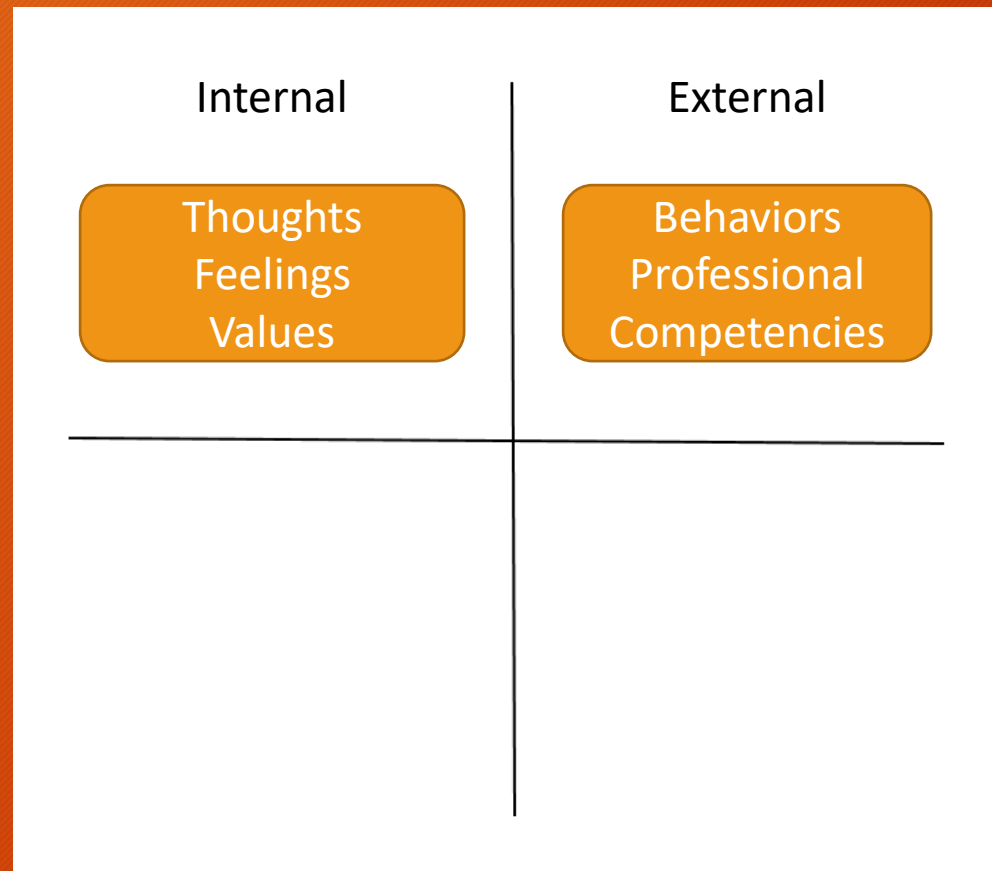 Internal
External
Thoughts
Feelings
Values
Behaviors
Professional
Competencies